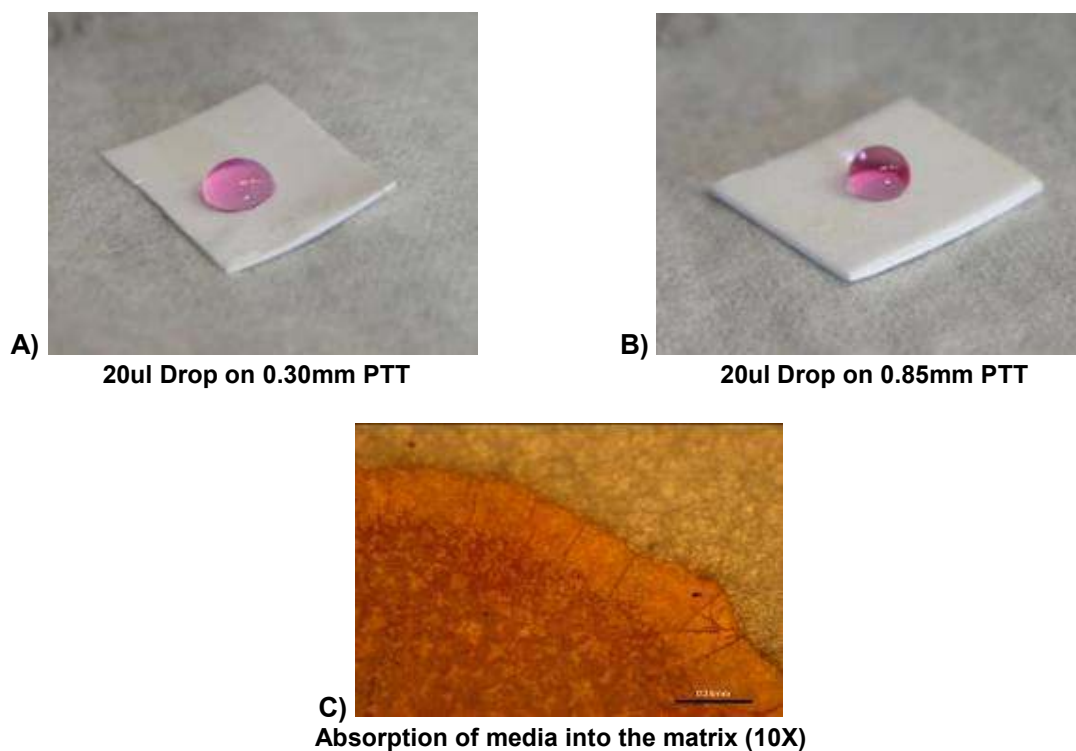 A)
20ul Drop on 0.30mm PTT
B)
20ul Drop on 0.85mm PTT
C)
Absorption of media into the matrix (10X)